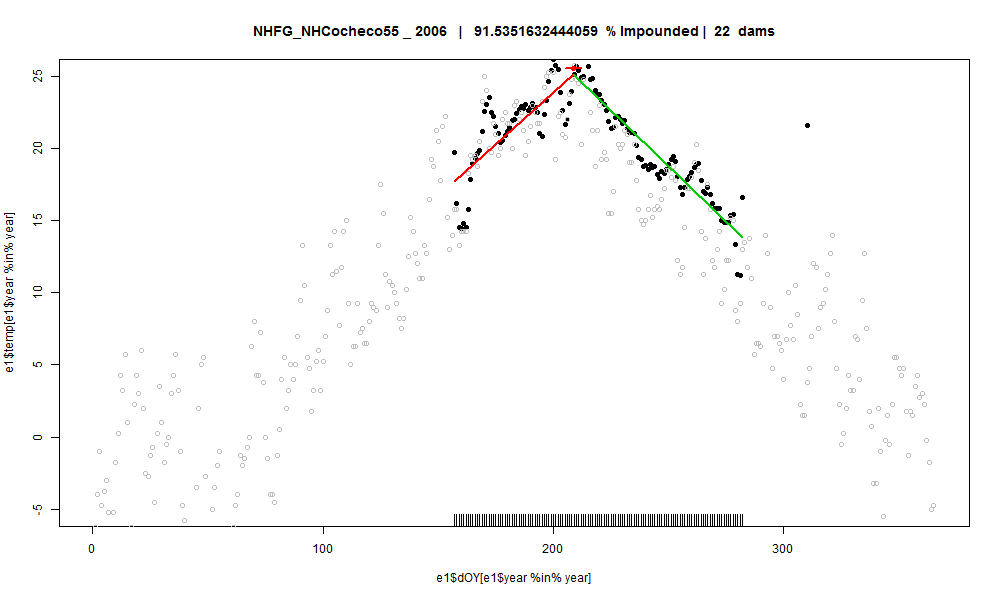 NHFG_NHCocheco55 _ 2006 | 91.5351632444059 % Impounded | 22 dams
25
20
15
10
5
0
-5
e1$temp[e1$year %in% year]
0 100 200 300
e1$dOY[e1$year %in% year]